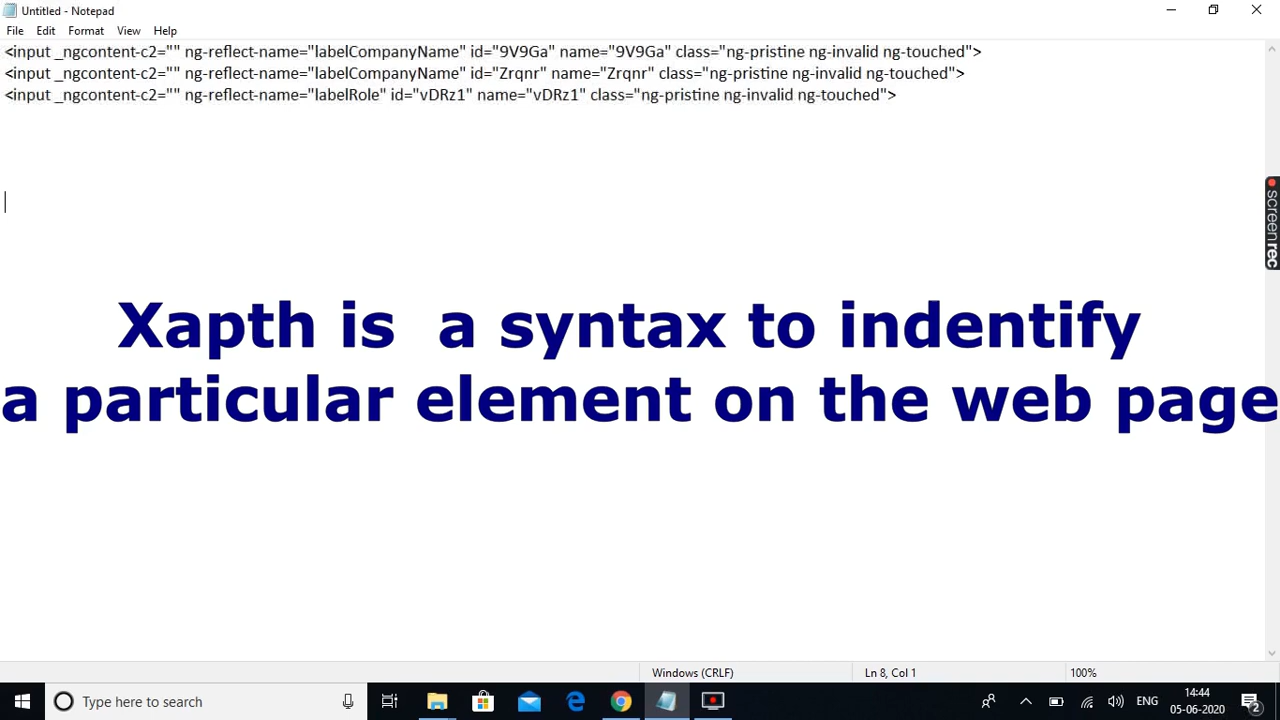 Untitled - Notepad
File Edit Format View Help
<input _ngcontent-c2="" ng-reflect-name="labelCompanyName" id="9V9Ga" name="9V9Ga" class="ng-pristine ng-invalid ng-touched">
<input _ngcontent-c2="" ng-reflect-name="labelCompanyName" id="Zrqnr" name="Zrqnr" class="ng-pristine ng-invalid ng-touched">
<input _ngcontent-c2="" ng-reflect-name="labelRole" id="vDRz1" name="vDRz1" class="ng-pristine ng-invalid ng-touched">
screenrec
Xapth is a syntax to indentify
a particular element on the web page
Windows (CRLF) Ln 8, Col 1 100%
Type here to search
ENG
14:44
05-06-2020
2